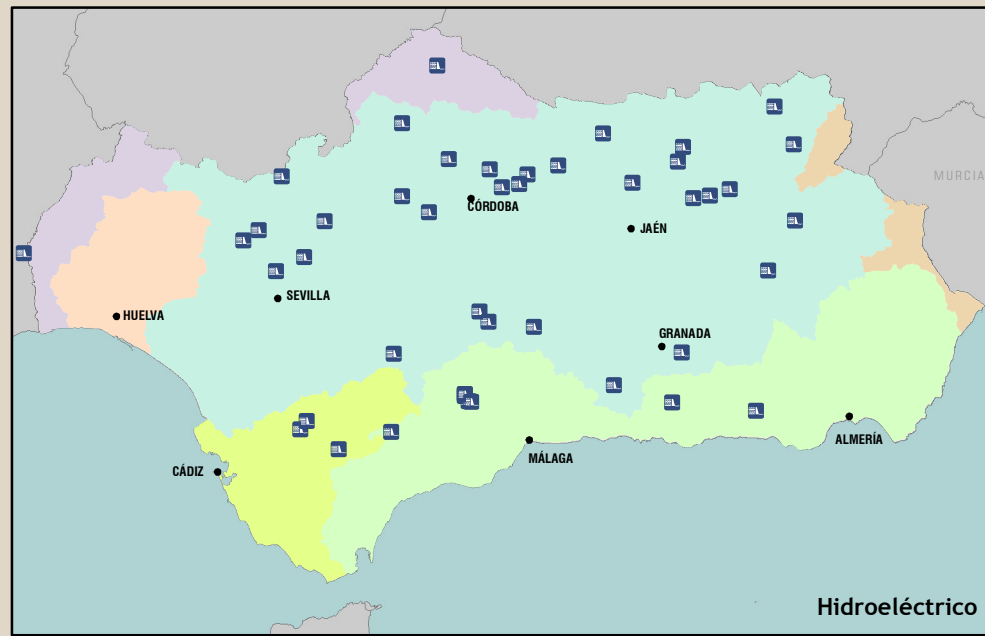 MURCIA
CÓRDOBA
JAÉN
SEVILLA
HUELVA
GRANADA
ALMERÍA
MÁLAGA
CÁDIZ
Hidroeléctrico